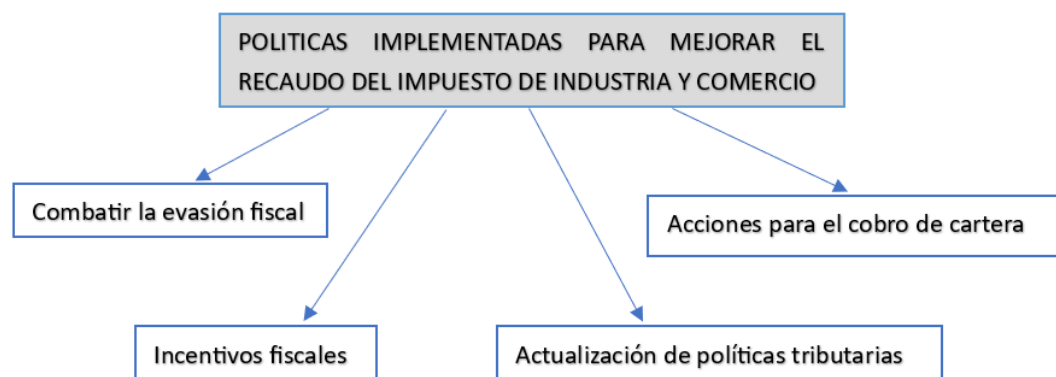 POLITICAS IMPLEMENTADAS PARA MEJORAR EL
RECAUDO DEL IMPUESTO DE INDUSTRIA Y COMERCIO
Combatir la evasión fiscal
Acciones para el cobro de cartera
Incentivos fiscales
Actualización de políticas tributarias